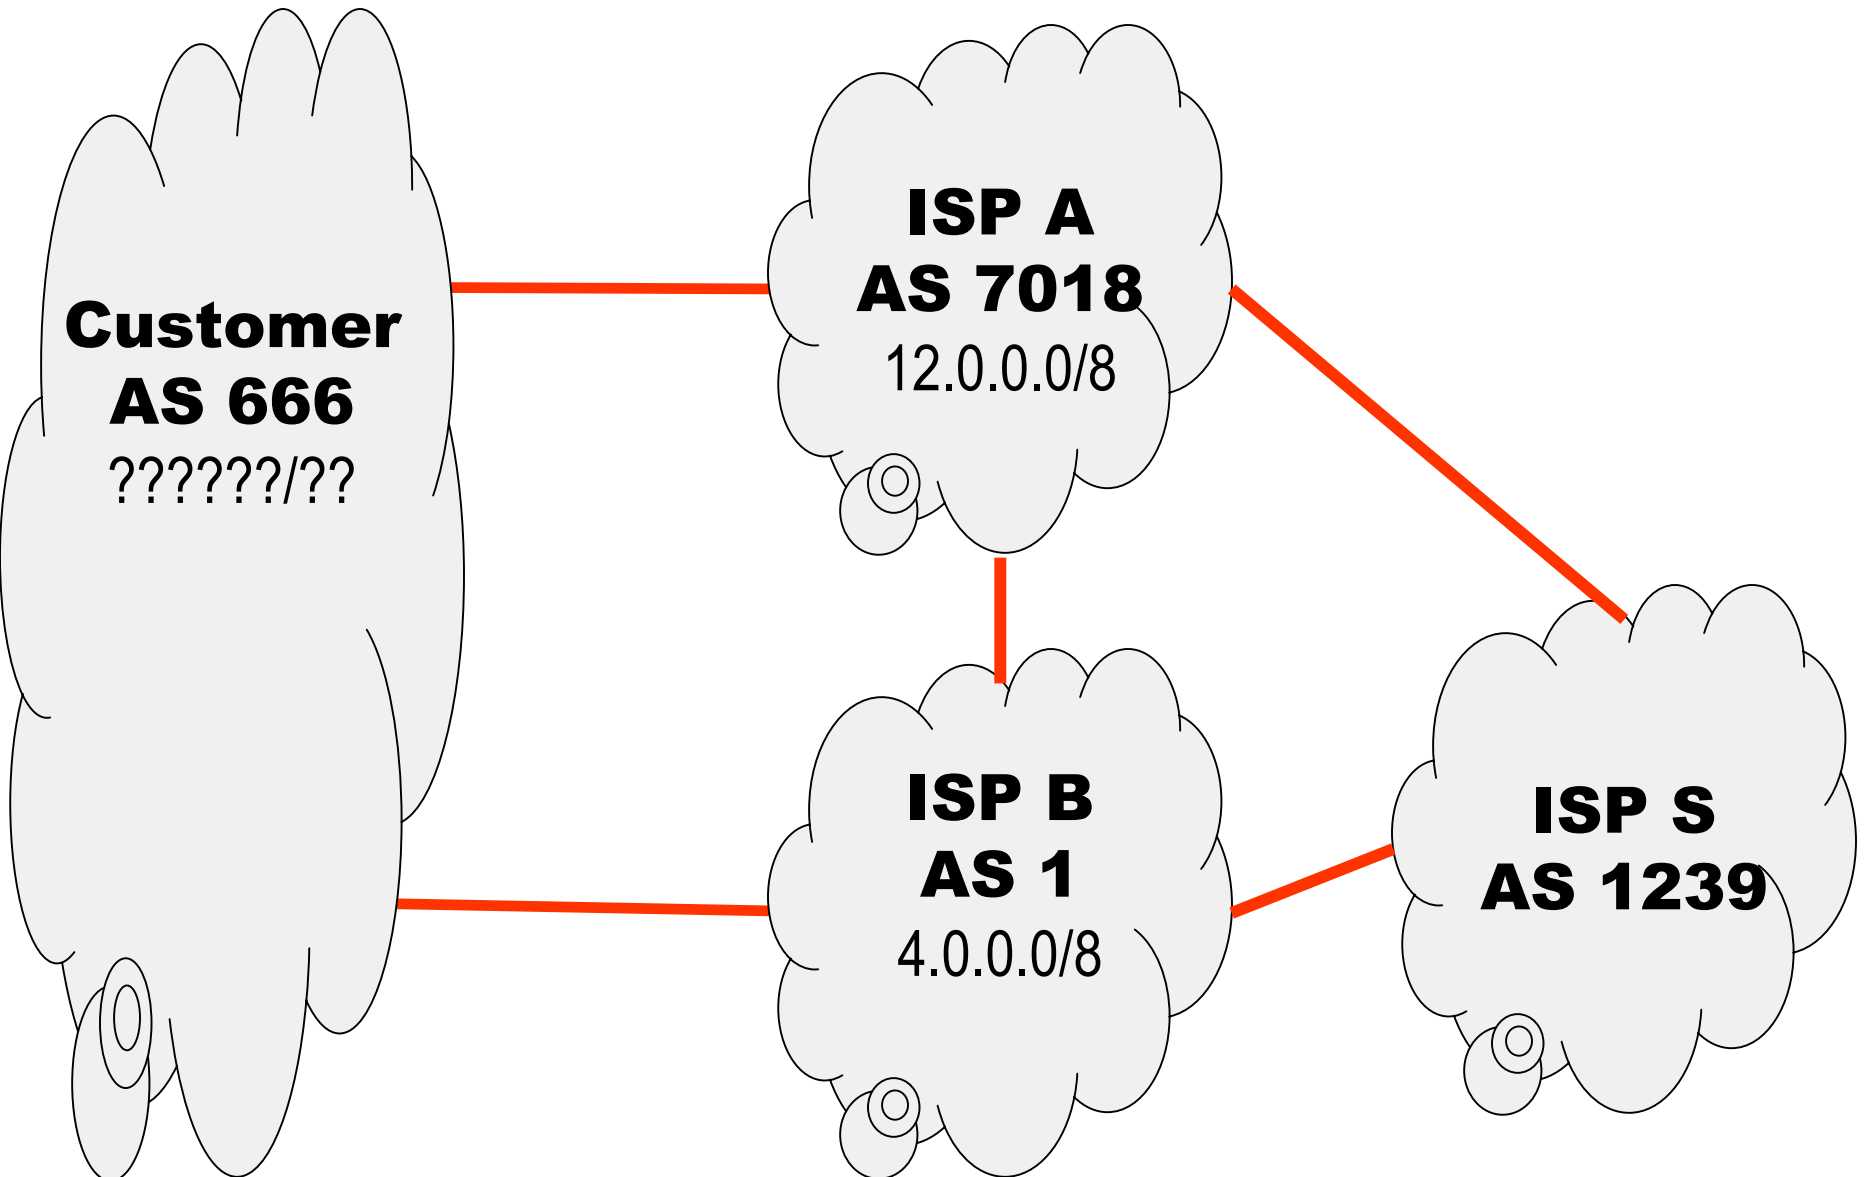 Customer
AS 666
??????/??
ISP A
AS 7018
12.0.0.0/8
ISP B
AS 1
4.0.0.0/8
ISP S
AS 1239